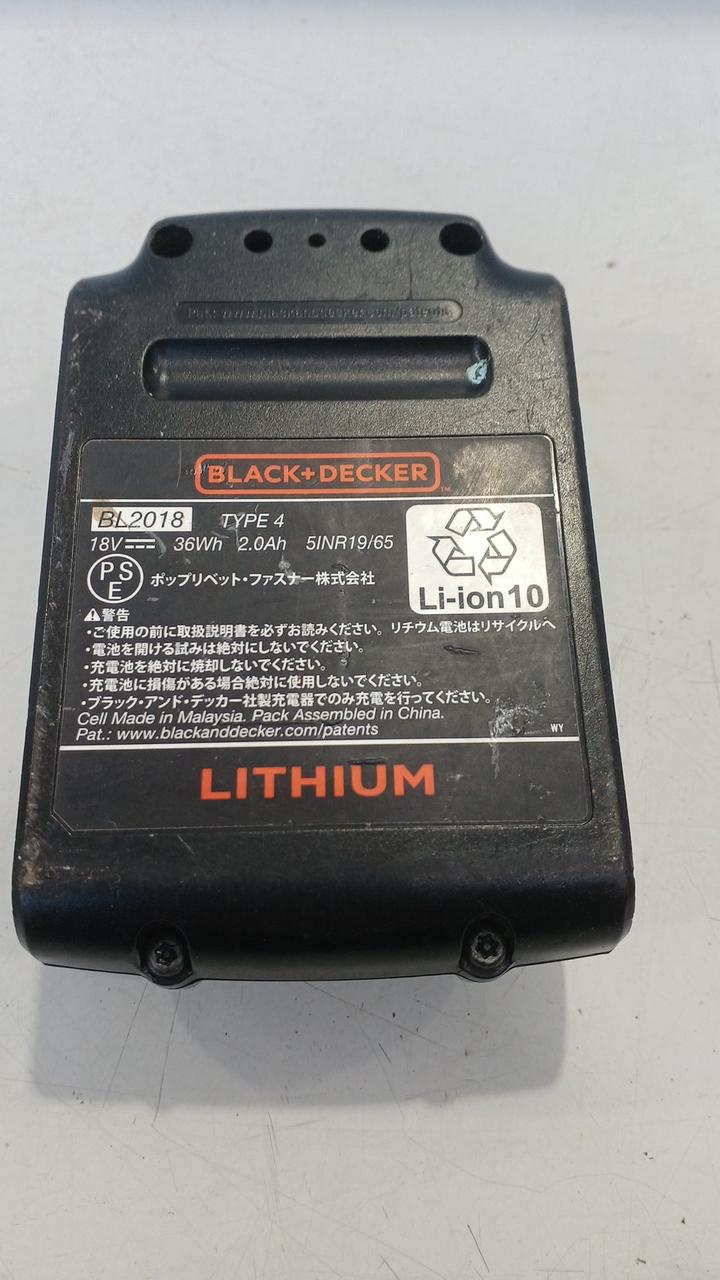 Pat.: www.blackanddecker.com/patents
BLACK+DECKER™
BL2018 TYPE 4
18V 36Wh 2.0Ah 5INR19/65
PSE ポップリベット・ファスナー株式会社
Li-ion10
警告
・ご使用の前に取扱説明書を必ずお読みください。リチウム電池はリサイクルへ
・電池を開ける試みは絶対にしないでください。
・充電池を絶対に焼却しないでください。
・充電池に損傷がある場合絶対に使用しないでください。
・ブラック・アンド・デッカー社製充電器でのみ充電を行ってください。
Cell Made in Malaysia. Pack Assembled in China.
Pat.: www.blackanddecker.com/patents
WY
LITHIUM